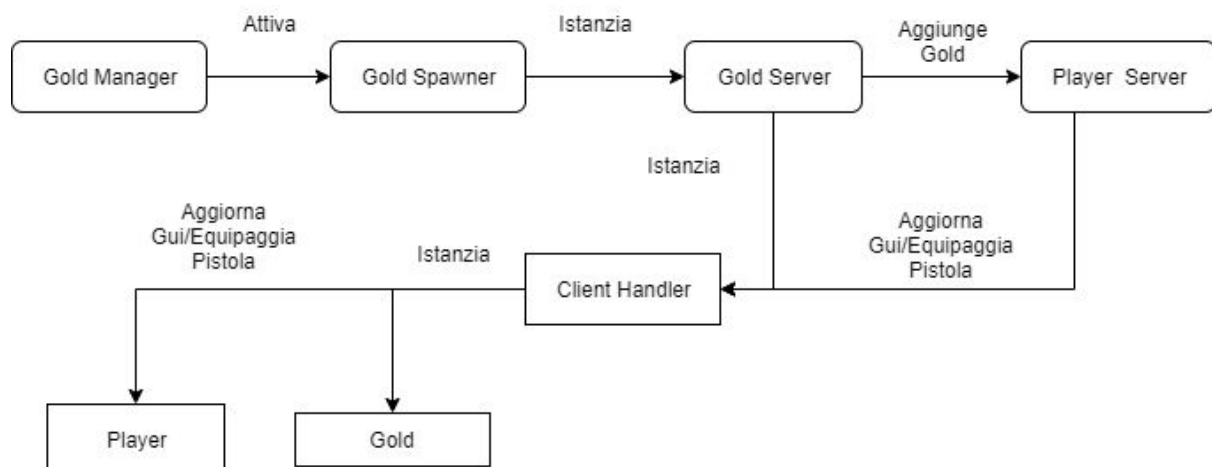 Attiva
Istanzia
Aggiunge
Gold
Gold Manager
Gold Spawner
Gold Server
Player Server
Istanzia
Aggiorna
Gui/Equipaggia
Pistola
Istanzia
Aggiorna
Gui/Equipaggia
Pistola
Client Handler
Player
Gold